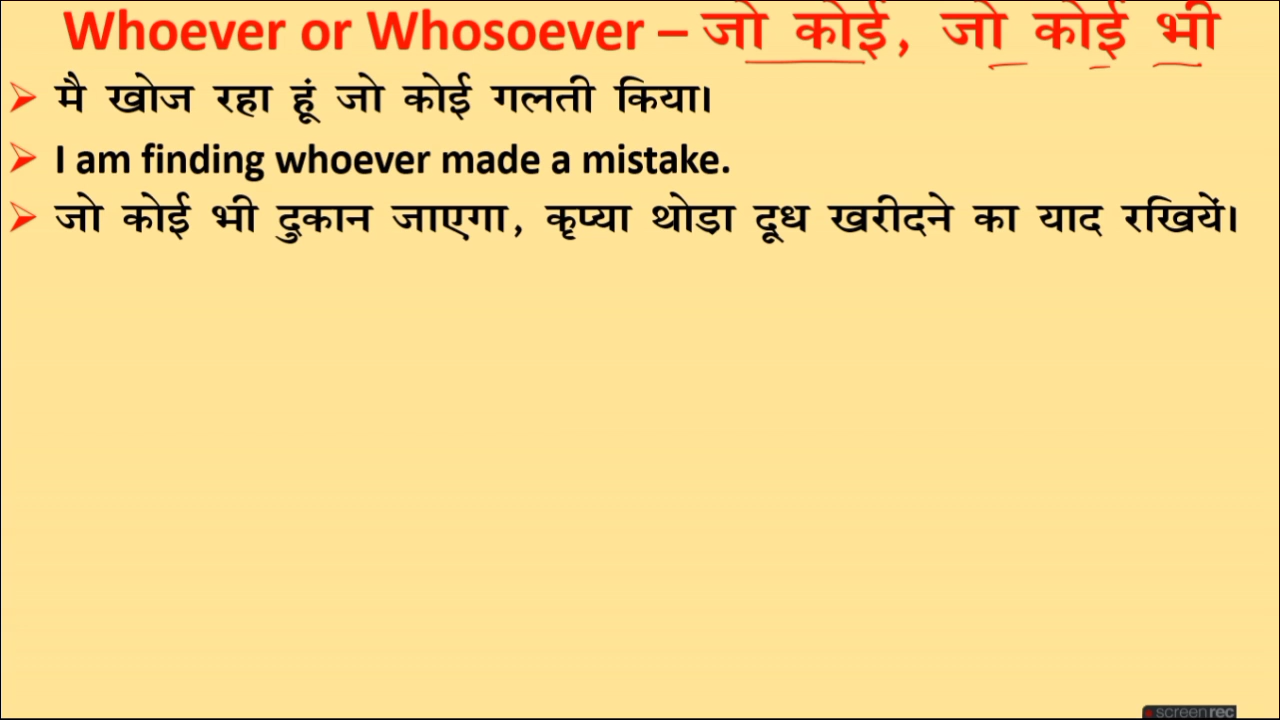 Whoever or Whosoever – जो कोई, जो कोई भी
मै खोज रहा हूं जो कोई गलती किया।
I am finding whoever made a mistake.
जो कोई भी दुकान जाएगा, कृप्या थोडा दूध खरीदने का याद रखियें।
screenrec